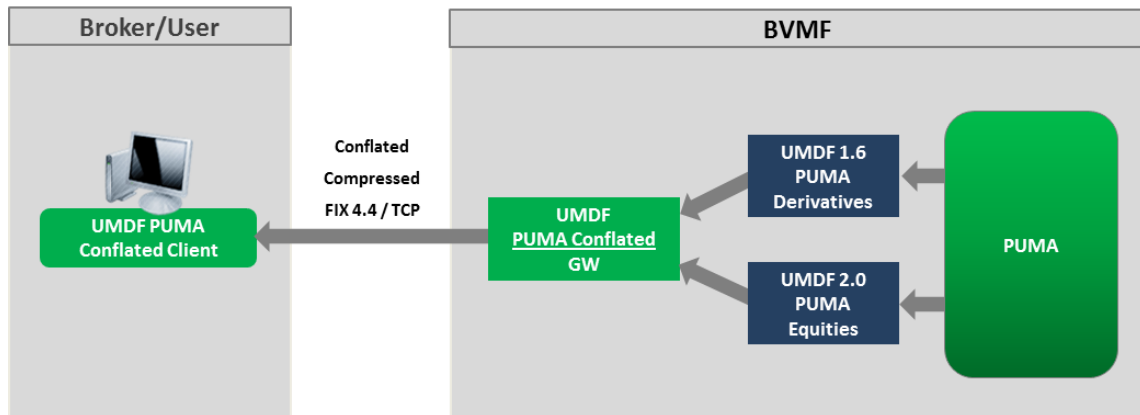 Broker/User
BVMF
Conflated
Compressed
FIX 4.4 / TCP
UMDF PUMA
Conflated Client
UMDF
PUMA Conflated
GW
UMDF 1.6
PUMA
Derivatives
UMDF 2.0
PUMA
Equities
PUMA